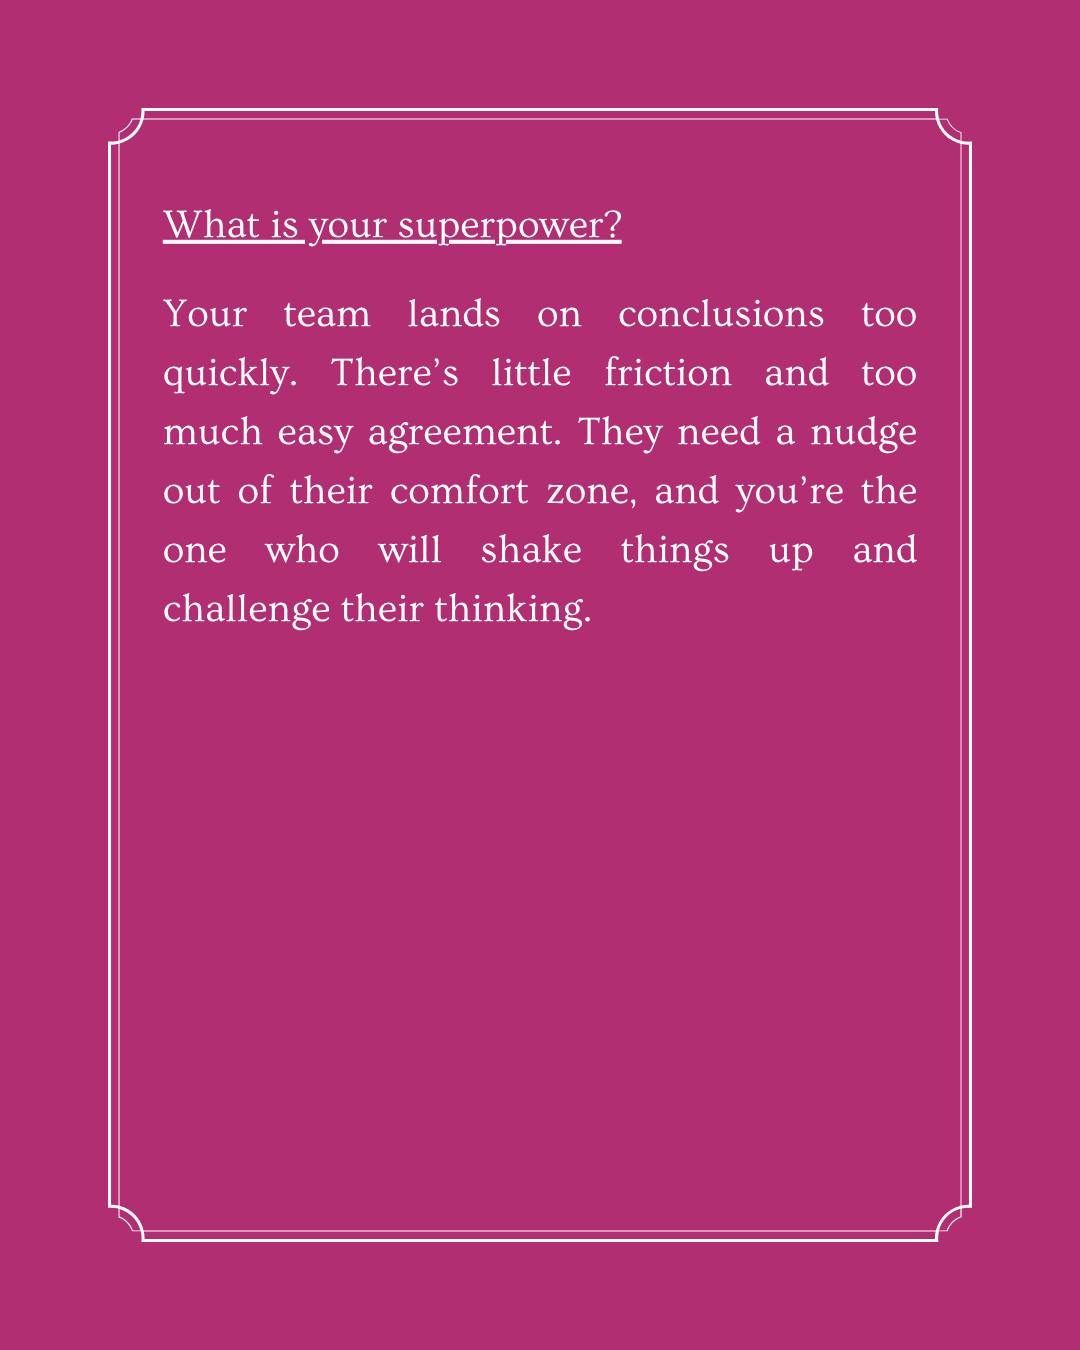 What is your superpower?
Your team lands on conclusions too
quickly. There’s little friction and too
much easy agreement. They need a nudge
out of their comfort zone, and you’re the
one who will shake things up and
challenge their thinking.